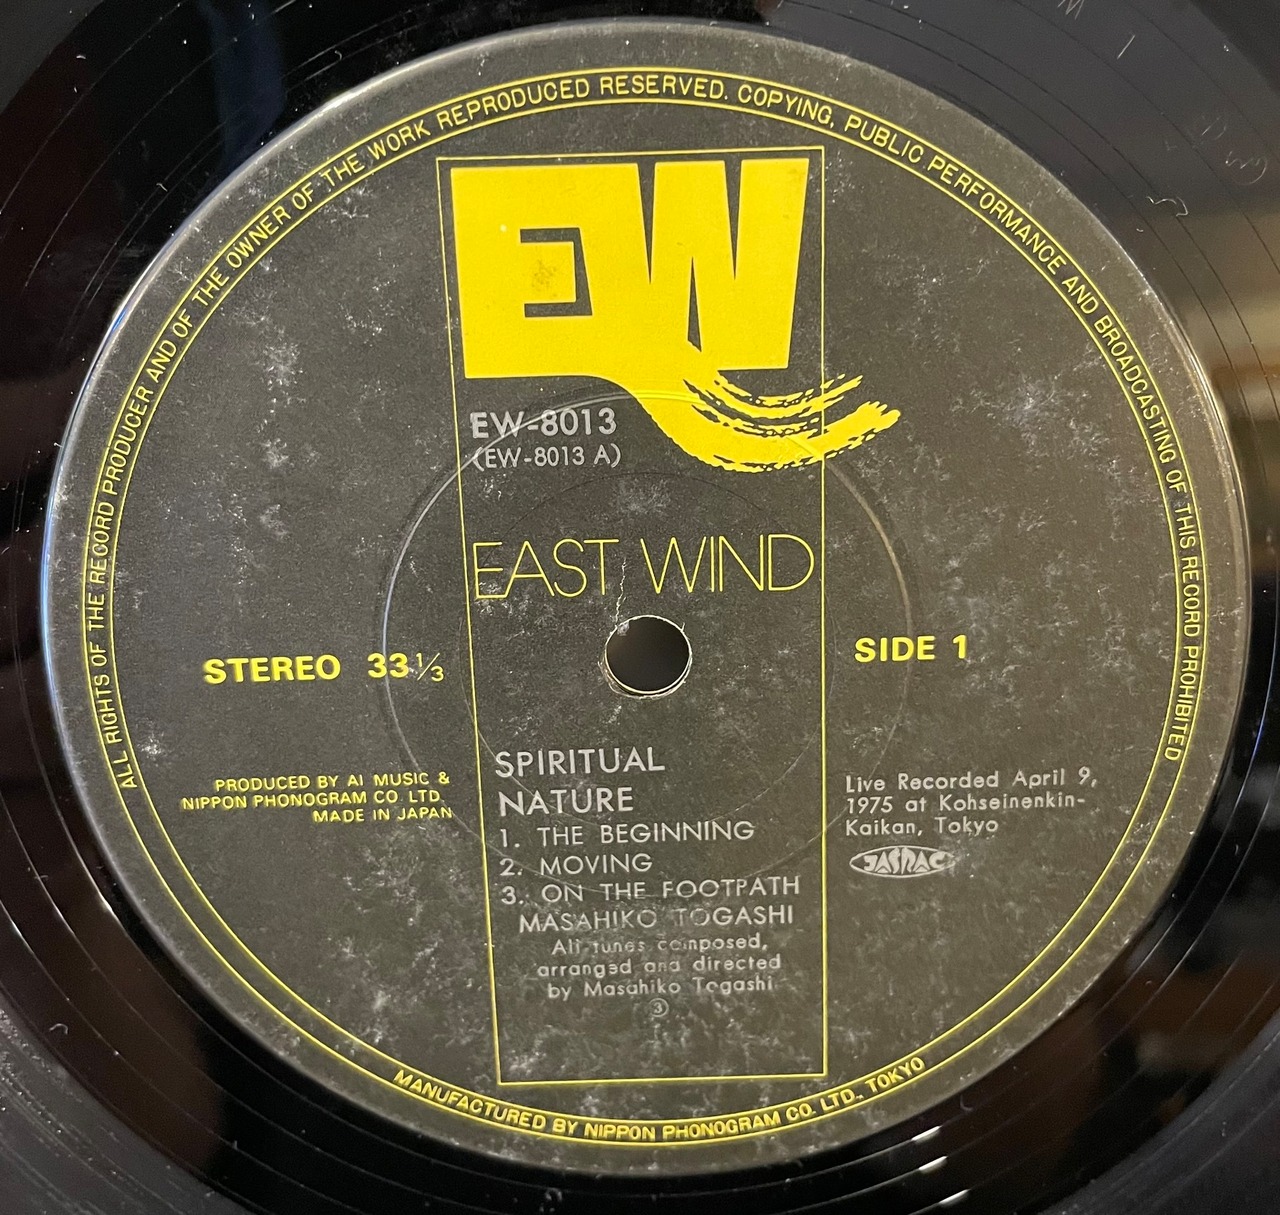 ALL RIGHTS OF THE RECORD PRODUCER AND OF THE OWNER OF THE WORK REPRODUCED RESERVED. COPYING, PUBLIC PERFORMANCE AND BROADCASTING OF THIS RECORD PROHIBITED
EW
EW-8013
(EW-8013 A)
EAST WIND
STEREO 33 1/3
SIDE 1
PRODUCED BY AI MUSIC &
NIPPON PHONOGRAM CO. LTD.
MADE IN JAPAN
SPIRITUAL
NATURE
1. THE BEGINNING
2. MOVING
3. ON THE FOOTPATH
MASAHIKO TOGASHI
All tunes composed,
arranged and directed
by Masahiko Togashi
③
Live Recorded April 9,
1975 at Kohseinenkin-
Kaikan, Tokyo
JASRAC
MANUFACTURED BY NIPPON PHONOGRAM CO. LTD., TOKYO